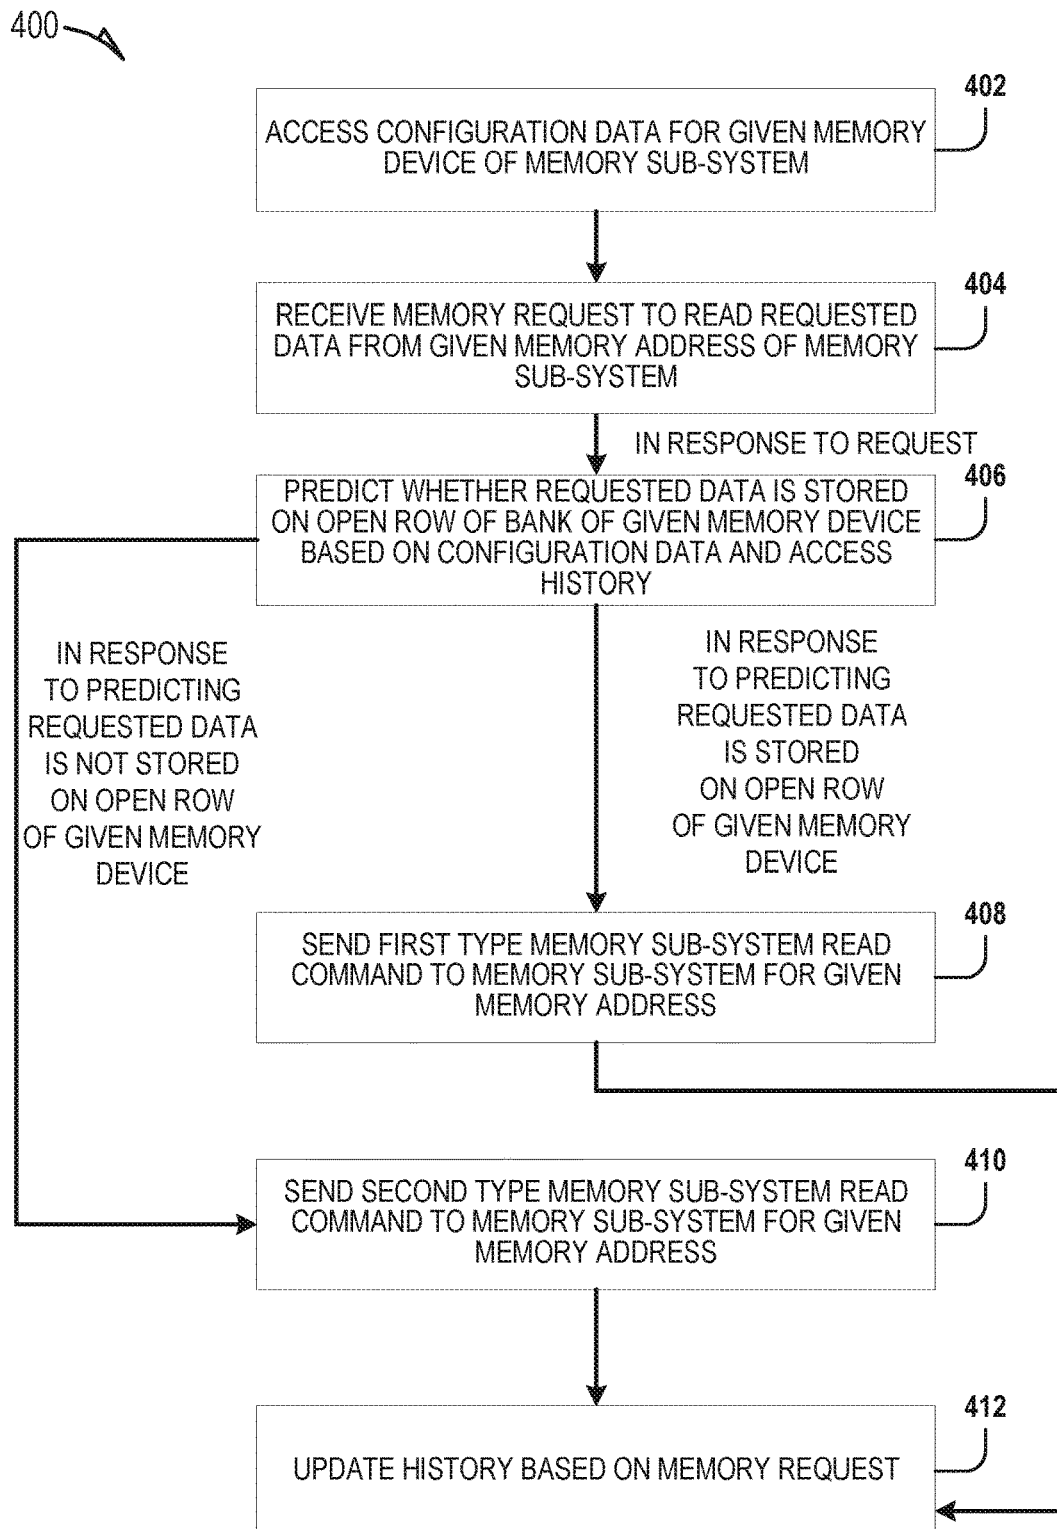 400
402
ACCESS CONFIGURATION DATA FOR GIVEN MEMORY
DEVICE OF MEMORY SUB-SYSTEM
404
RECEIVE MEMORY REQUEST TO READ REQUESTED
DATA FROM GIVEN MEMORY ADDRESS OF MEMORY
SUB-SYSTEM
IN RESPONSE TO REQUEST
406
PREDICT WHETHER REQUESTED DATA IS STORED
ON OPEN ROW OF BANK OF GIVEN MEMORY DEVICE
BASED ON CONFIGURATION DATA AND ACCESS
HISTORY
IN RESPONSE
TO PREDICTING
REQUESTED DATA
IS NOT STORED
ON OPEN ROW
OF GIVEN MEMORY
DEVICE
IN RESPONSE
TO PREDICTING
REQUESTED DATA
IS STORED
ON OPEN ROW
OF GIVEN MEMORY
DEVICE
408
SEND FIRST TYPE MEMORY SUB-SYSTEM READ
COMMAND TO MEMORY SUB-SYSTEM FOR GIVEN
MEMORY ADDRESS
410
SEND SECOND TYPE MEMORY SUB-SYSTEM READ
COMMAND TO MEMORY SUB-SYSTEM FOR GIVEN
MEMORY ADDRESS
412
UPDATE HISTORY BASED ON MEMORY REQUEST